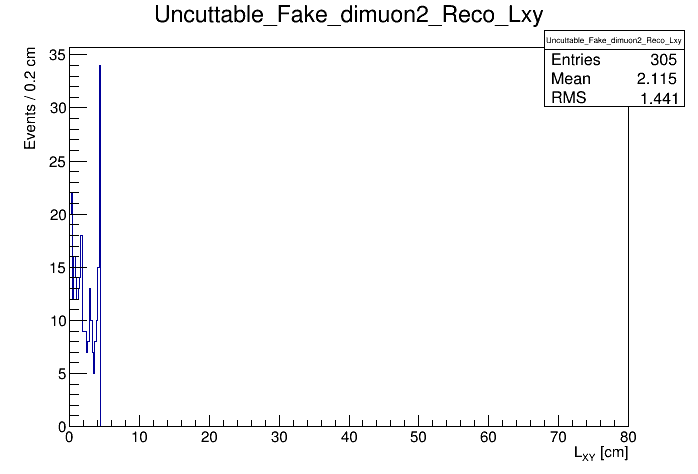 Uncuttable_Fake_dimuon2_Reco_Lxy
Uncuttable_Fake_dimuon2_Reco_Lxy
Entries 305
Mean 2.115
RMS 1.441
Events / 0.2 cm
35
30
25
20
15
10
5
0
0 10 20 30 40 50 60 70 80
L_XY [cm]